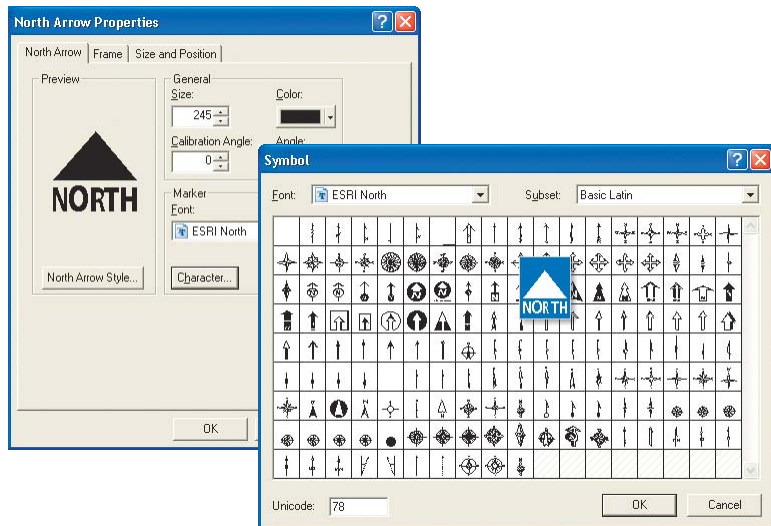 North Arrow Properties
North Arrow
Frame
Size and Position
Preview
General
Size:
Color:
245
Calibration Angle:
Angle:
0
NORTH
Marker
Font:
ESRI North
North Arrow Style...
Character...
OK
Symbol
Font:
ESRI North
Subset:
Basic Latin
NORTH
Unicode:
78
OK
Cancel